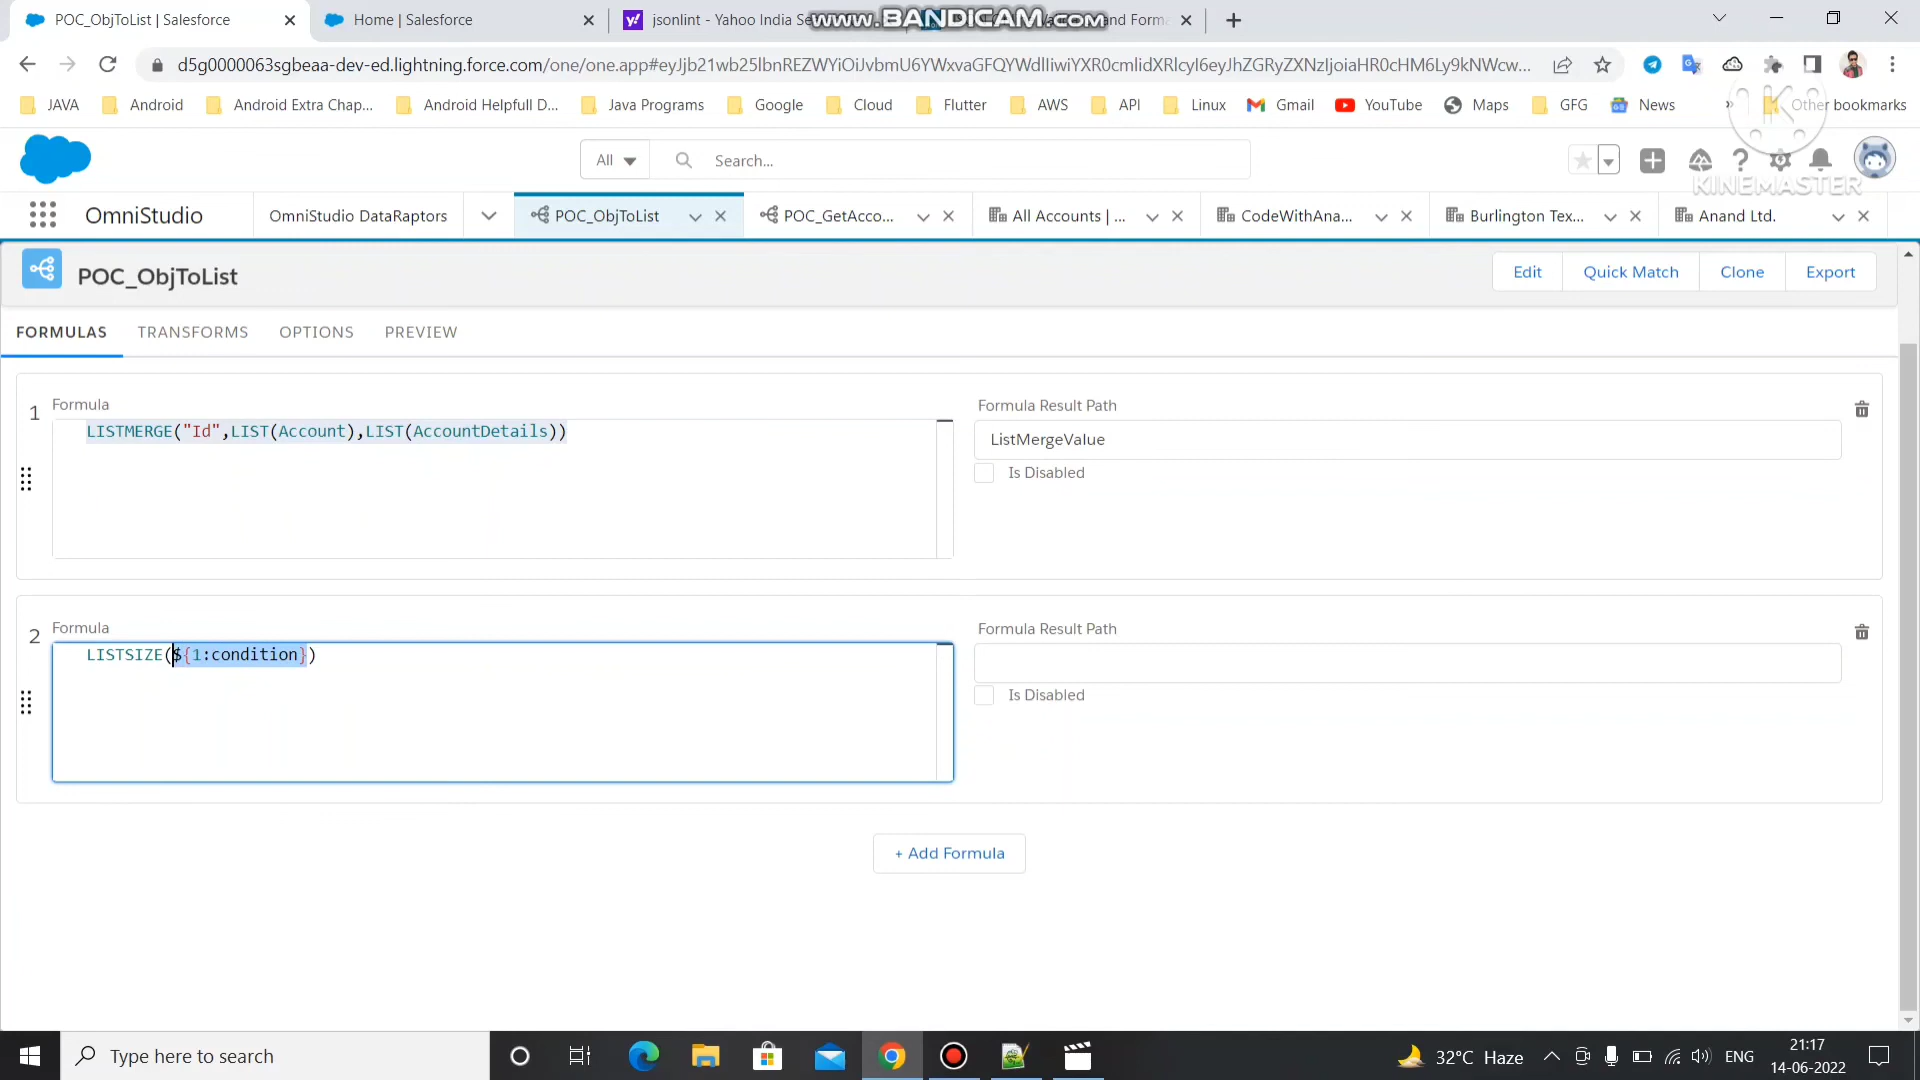 POC_ObjToList | Salesforce
Home | Salesforce
jsonlint - Yahoo India Se
www.BANDICAM.com
and Forma
d5g0000063sgbeaa-dev-ed.lightning.force.com/one/one.app#eyJjb21wb25lbnREZWYiOiJvbmU6YWxvaGFQYWdlIiwiYXR0cmlidXRlcyI6eyJhZGRyZXNzIjoiaHR0cHM6Ly9kNWcw...
JAVA
Android
Android Extra Chap...
Android Helpfull D...
Java Programs
Google
Cloud
Flutter
AWS
API
Linux
Gmail
YouTube
Maps
GFG
News
»
Other bookmarks
K
KINEMASTER
All
Search...
OmniStudio
OmniStudio DataRaptors
POC_ObjToList
POC_GetAcco...
All Accounts | ...
CodeWithAna...
Burlington Tex...
Anand Ltd.
POC_ObjToList
Edit
Quick Match
Clone
Export
FORMULAS
TRANSFORMS
OPTIONS
PREVIEW
1
Formula
LISTMERGE("Id",LIST(Account),LIST(AccountDetails))
Formula Result Path
ListMergeValue
Is Disabled
2
Formula
LISTSIZE(${1:condition})
Formula Result Path
Is Disabled
+ Add Formula
Type here to search
32°C Haze
ENG
21:17
14-06-2022